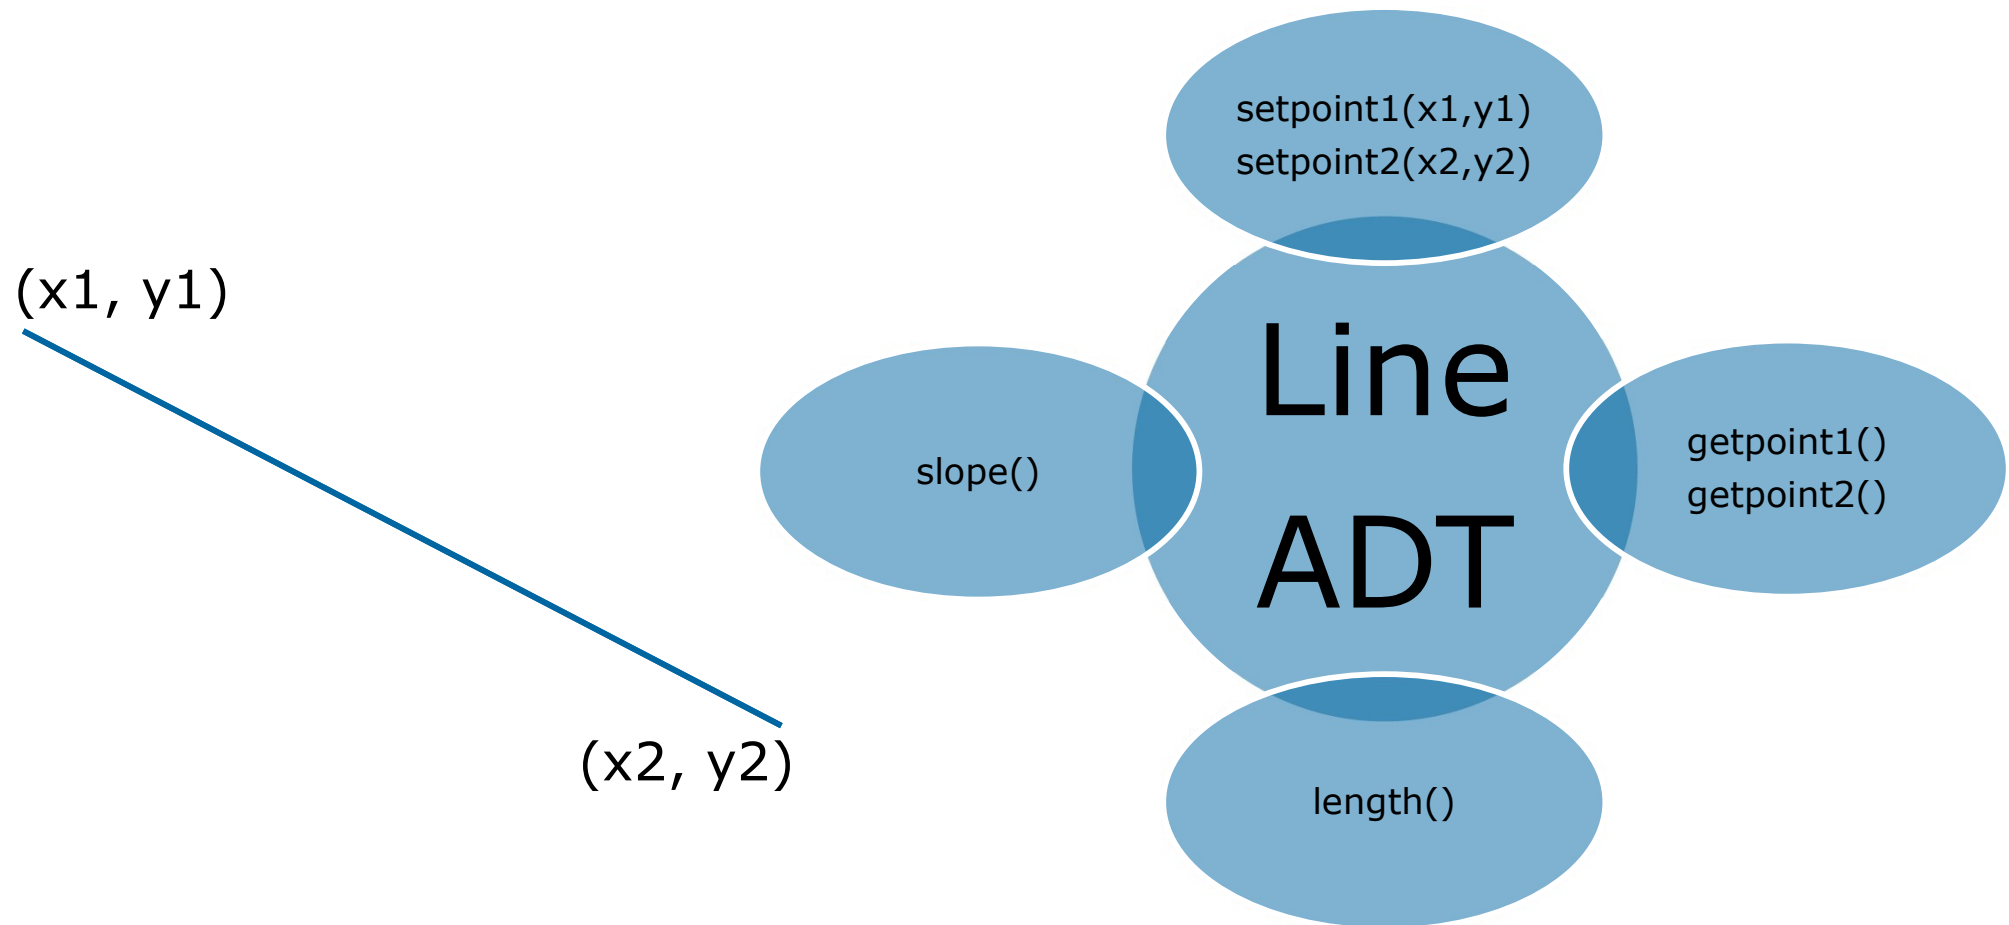 (x1, y1)
(x2, y2)
setpoint1(x1,y1)
setpoint2(x2,y2)
slope()
Line
ADT
getpoint1()
getpoint2()
length()